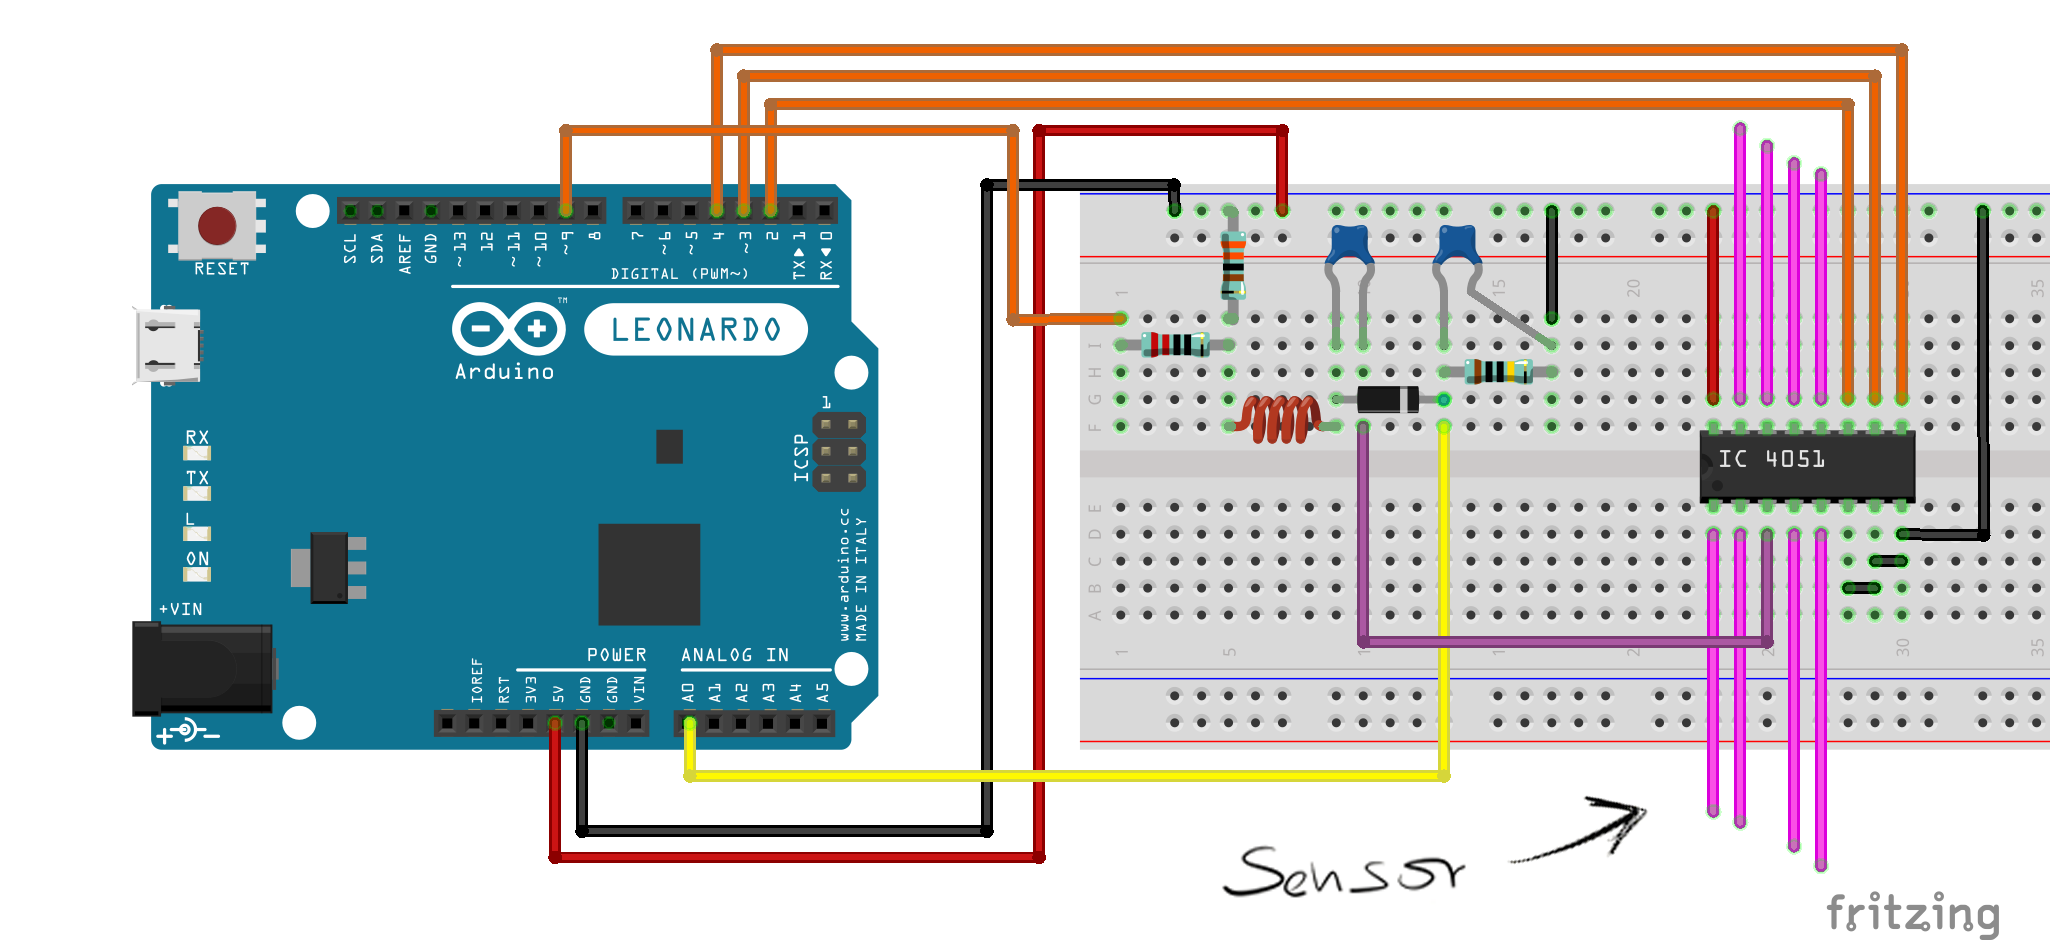 SCL SDA AREF GND ~13 12 ~11 ~10 ~9 8 7 ~6 ~5 4 ~3 2 TX▶1 RX◀0
RESET
DIGITAL (PWM~)
TM
LEONARDO
Arduino
1
ICSP
RX
TX
L
ON
+VIN
www.arduino.cc
MADE IN ITALY
POWER
ANALOG IN
IOREF RST 3V3 5V GND GND VIN A0 A1 A2 A3 A4 A5
+ −
1 15 20 35
I
H
G
F
IC 4051
E
D
C
B
A
1 5 30 35
Sensor
fritzing